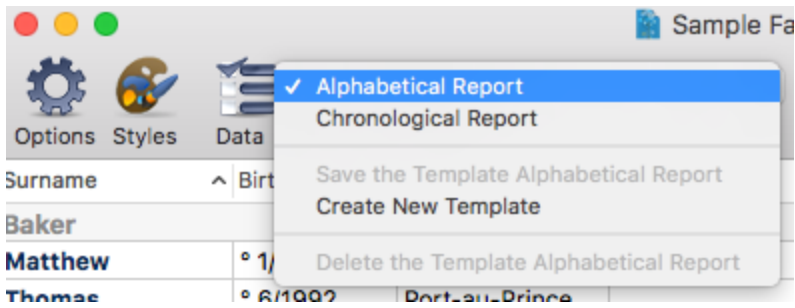 Sample Fa
Options Styles Data
✓ Alphabetical Report
Chronological Report
Save the Template Alphabetical Report
Create New Template
Delete the Template Alphabetical Report
Surname Birt
Baker
Matthew ° 1/
Thomas ° 6/1992 Port-au-Prince